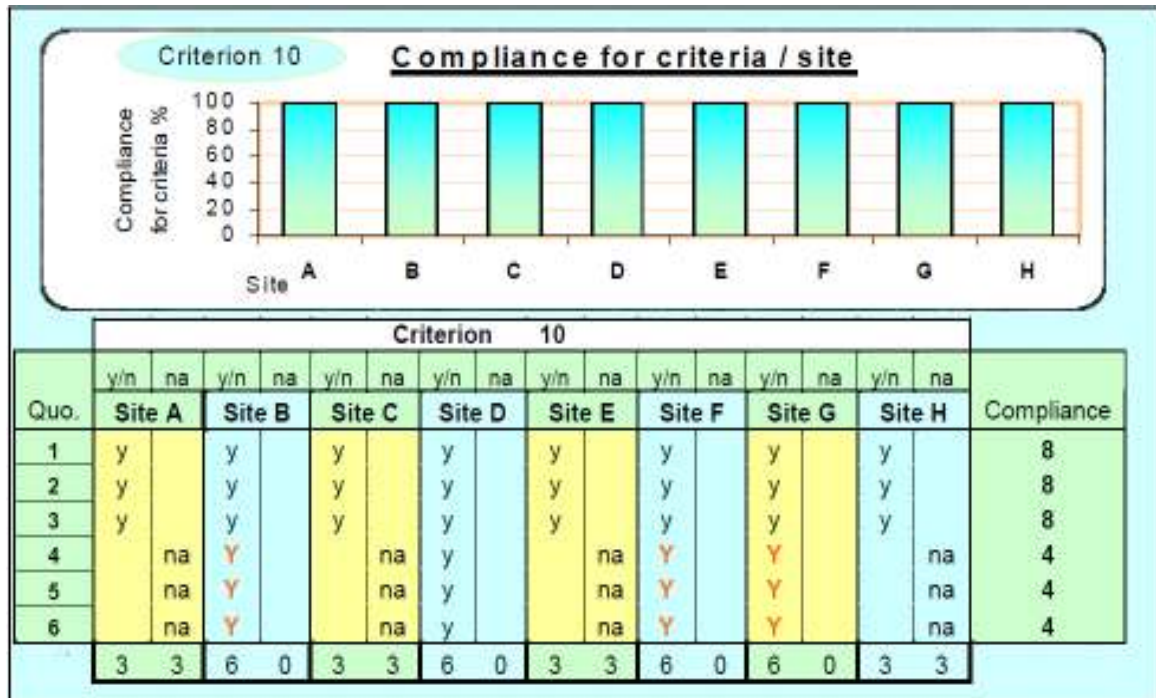 Criterion 10 Compliance for criteria / site
Compliance
for criteria %
100
80
60
40
20
0
A B C D E F G H
Site
Criterion 10
y/n na y/n na y/n na y/n na y/n na y/n na y/n na y/n na
Quo. Site A Site B Site C Site D Site E Site F Site G Site H Compliance
1 y y y y y y y y 8
2 y y y y y y y y 8
3 y y y y y y y y 8
4 na Y na y na Y Y na 4
5 na Y na y na Y Y na 4
6 na Y na y na Y Y na 4
3 3 6 0 3 3 6 0 3 3 6 0 6 0 3 3